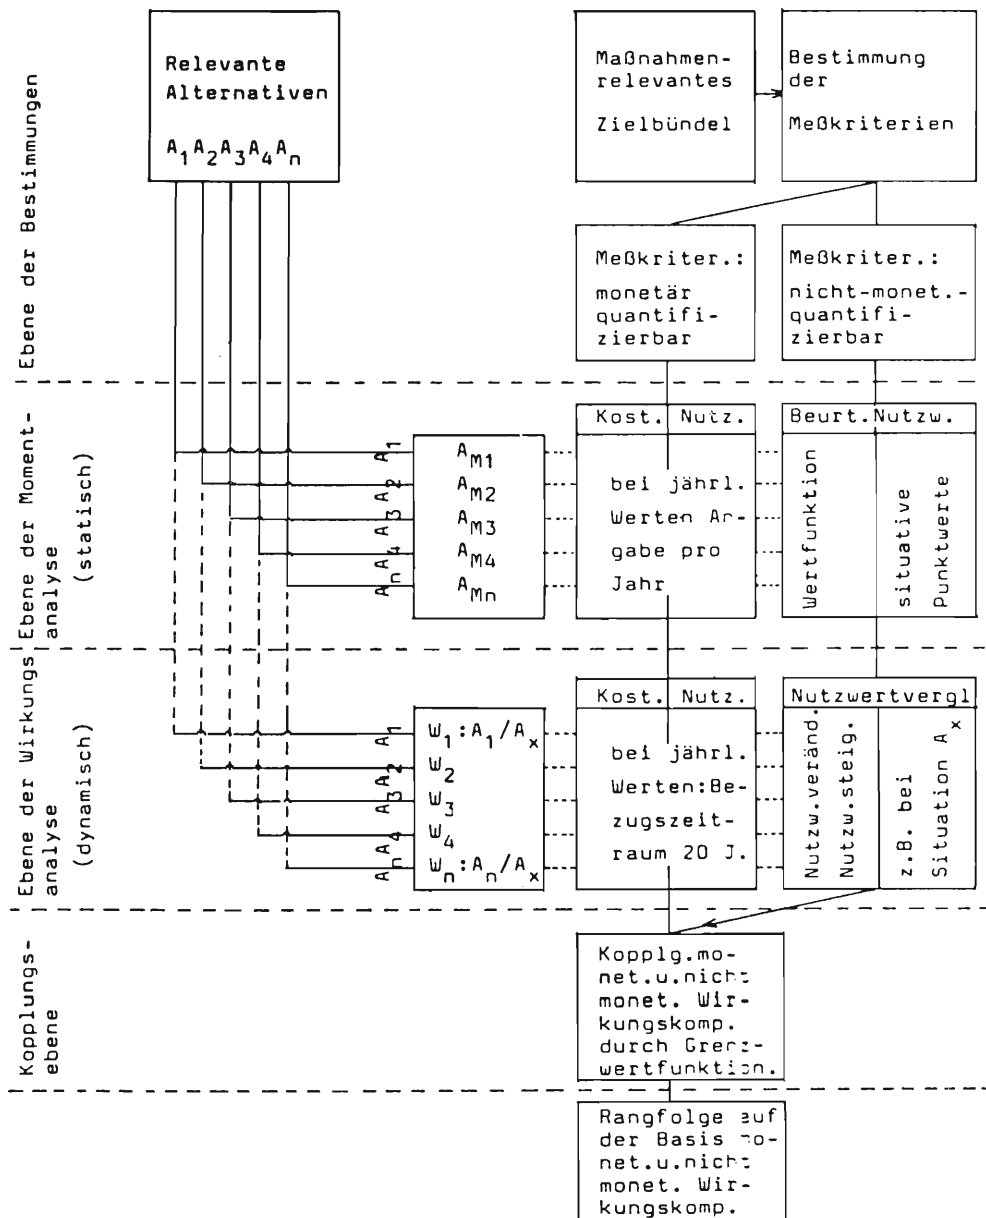 Ebene der Bestimmungen
Relevante
Alternativen
A1 A2 A3 A4 An
Maßnahmen-
relevantes
Zielbündel
Bestimmung
der
Meßkriterien
Meßkriter.:
monetär
quantifi-
zierbar
Meßkriter.:
nicht-monet.-
quantifi-
zierbar
Ebene der Moment-
analyse
(statisch)
A1
A2
A3
A4
An
AM1
AM2
AM3
AM4
AMn
Kost. Nutz.
bei jährl.
Werten An-
gabe pro
Jahr
Beurt.Nutzw.
Wertfunktion
situative
Punktwerte
Ebene der Wirkungs
analyse
(dynamisch)
A1
A2
A3
A4
An
W1:A1/Ax
W2
W3
W4
Wn:An/Ax
Kost. Nutz.
bei jährl.
Werten:Be-
zugszeit-
raum 20 J.
Nutzwertvergl
Nutzw.veränd.
Nutzw.steig.
z.B. bei
Situation Ax
Kopplungs-
ebene
Kopplg.mo-
net.u.nicht
monet. Wir-
kungskomp.
durch Grenz-
wertfunktion.
Rangfolge auf
der Basis mo-
net.u.nicht
monet. Wir-
kungskomp.